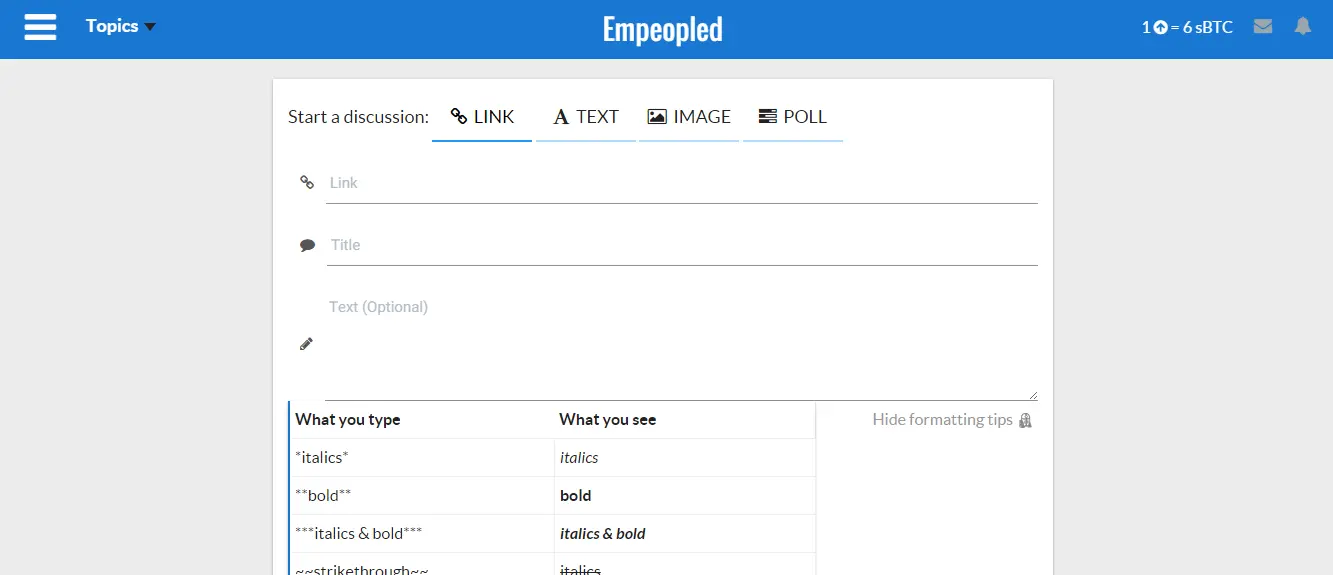 Topics
Empeopled
1 = 6 sBTC
Start a discussion: LINK TEXT IMAGE POLL
Link
Title
Text (Optional)
What you type What you see Hide formatting tips
*italics* italics
**bold** bold
***italics & bold*** italics & bold
~~strikethrough~~ italics